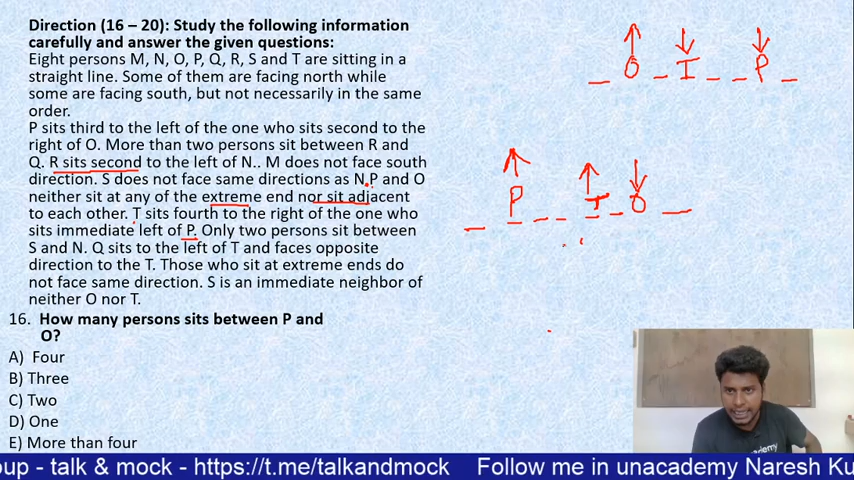 Direction (16 – 20): Study the following information
carefully and answer the given questions:
Eight persons M, N, O, P, Q, R, S and T are sitting in a
straight line. Some of them are facing north while
some are facing south, but not necessarily in the same
order.
P sits third to the left of the one who sits second to the
right of O. More than two persons sit between R and
Q. R sits second to the left of N.. M does not face south
direction. S does not face same directions as N.P and O
neither sit at any of the extreme end nor sit adjacent
to each other. T sits fourth to the right of the one who
sits immediate left of P. Only two persons sit between
S and N. Q sits to the left of T and faces opposite
direction to the T. Those who sit at extreme ends do
not face same direction. S is an immediate neighbor of
neither O nor T.
16. How many persons sits between P and
O?
A) Four
B) Three
C) Two
D) One
E) More than four
O T P
P T O
oup - talk & mock - https://t.me/talkandmock Follow me in unacademy Naresh Ku